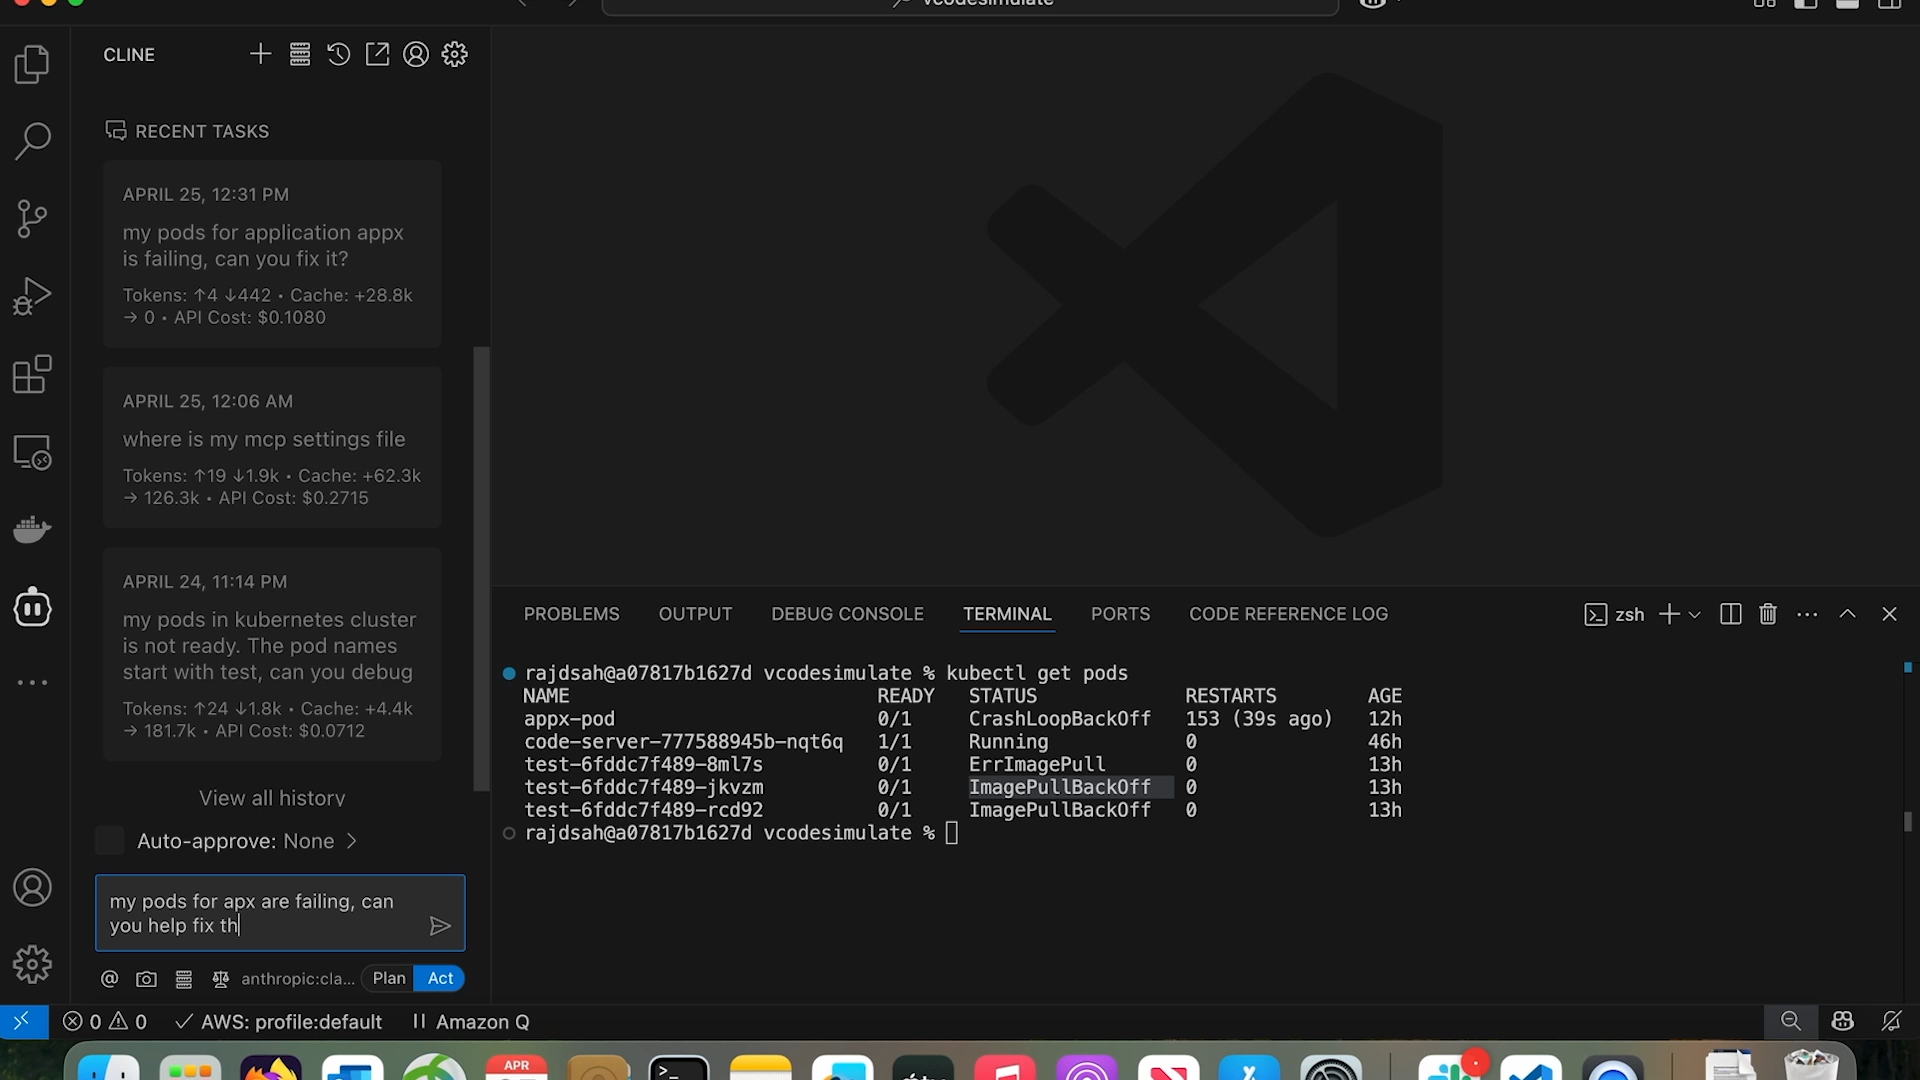 vcodesimulate
CLINE
RECENT TASKS
APRIL 25, 12:31 PM
my pods for application appx
is failing, can you fix it?
Tokens: ↑4 ↓442 • Cache: +28.8k
→ 0 • API Cost: $0.1080
APRIL 25, 12:06 AM
where is my mcp settings file
Tokens: ↑19 ↓1.9k • Cache: +62.3k
→ 126.3k • API Cost: $0.2715
APRIL 24, 11:14 PM
my pods in kubernetes cluster
is not ready. The pod names
start with test, can you debug
Tokens: ↑24 ↓1.8k • Cache: +4.4k
→ 181.7k • API Cost: $0.0712
View all history
Auto-approve: None >
my pods for apx are failing, can
you help fix th
@ anthropic:cla... Plan Act
PROBLEMS OUTPUT DEBUG CONSOLE TERMINAL PORTS CODE REFERENCE LOG zsh
rajdsah@a07817b1627d vcodesimulate % kubectl get pods
NAME READY STATUS RESTARTS AGE
appx-pod 0/1 CrashLoopBackOff 153 (39s ago) 12h
code-server-777588945b-nqt6q 1/1 Running 0 46h
test-6fddc7f489-8ml7s 0/1 ErrImagePull 0 13h
test-6fddc7f489-jkvzm 0/1 ImagePullBackOff 0 13h
test-6fddc7f489-rcd92 0/1 ImagePullBackOff 0 13h
rajdsah@a07817b1627d vcodesimulate %
0 0 AWS: profile:default Amazon Q
APR